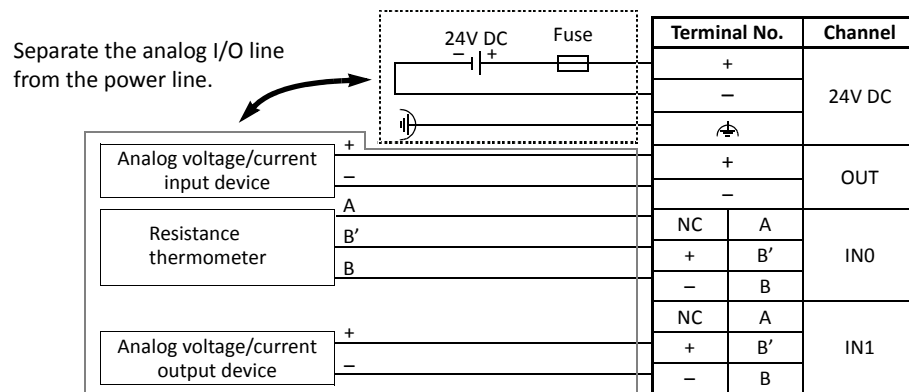 Separate the analog I/O line
from the power line.
24V DC
Fuse
– +
Terminal No. Channel
+
–
24V DC
+
–
OUT
NC A
+ B'
– B
IN0
NC A
+ B'
– B
IN1
Analog voltage/current
input device
+
–
Resistance
thermometer
A
B'
B
Analog voltage/current
output device
+
–